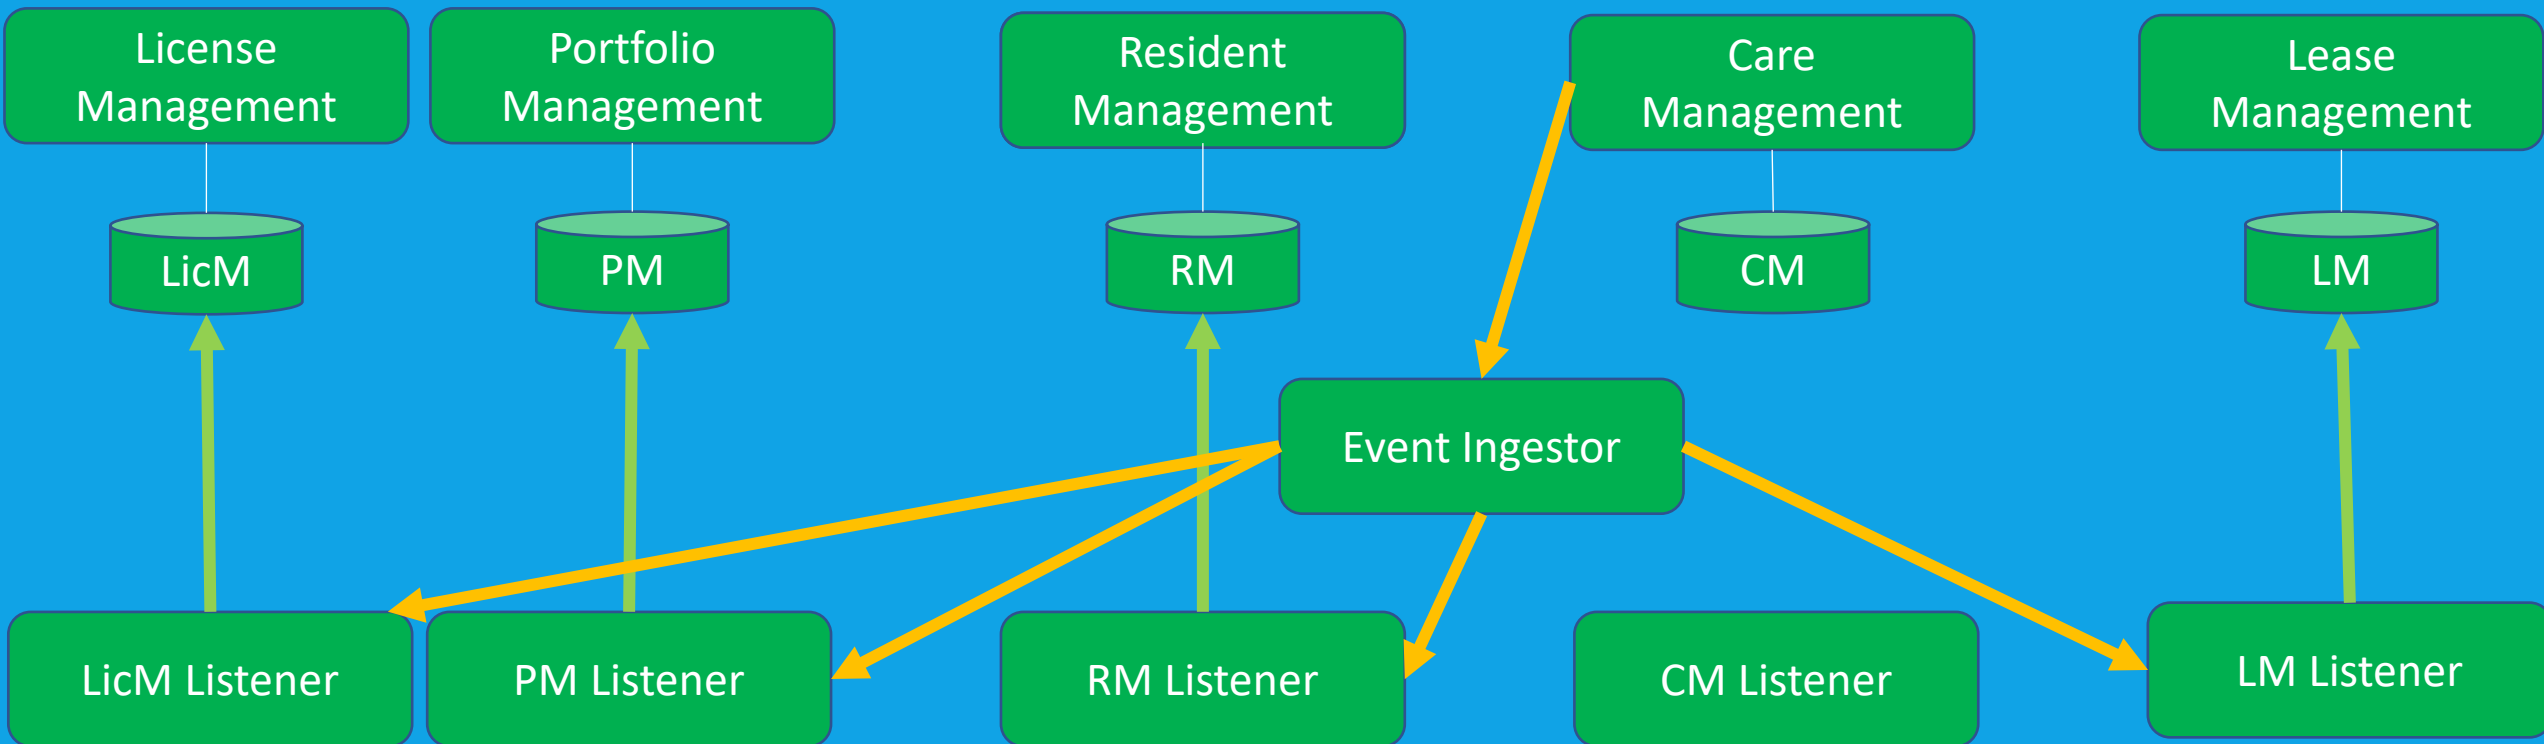 License
Management
Portfolio
Management
Resident
Management
Care
Management
Lease
Management
LicM
PM
RM
CM
LM
Event Ingestor
LicM Listener
PM Listener
RM Listener
CM Listener
LM Listener